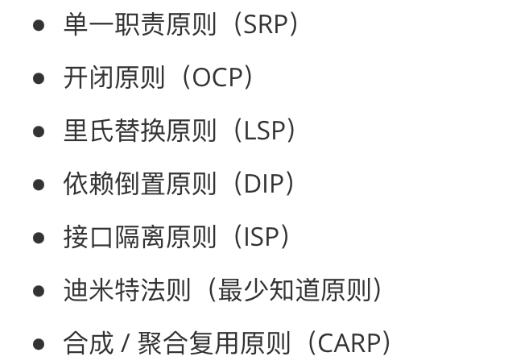 • 单一职责原则（SRP）
• 开闭原则（OCP）
• 里氏替换原则（LSP）
• 依赖倒置原则（DIP）
• 接口隔离原则（ISP）
• 迪米特法则（最少知道原则）
• 合成 / 聚合复用原则（CARP）